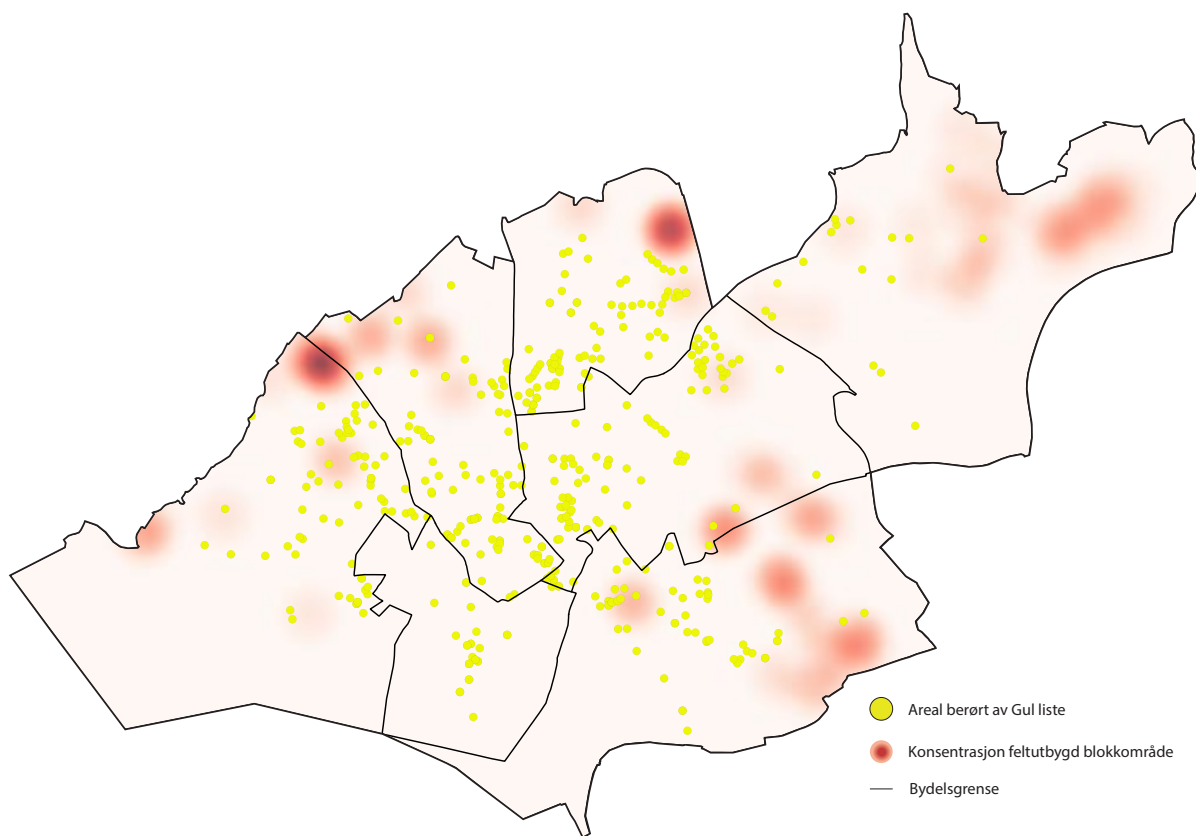 Areal berørt av Gul liste
Konsentrasjon feltutbygd blokkområde
Bydelsgrense